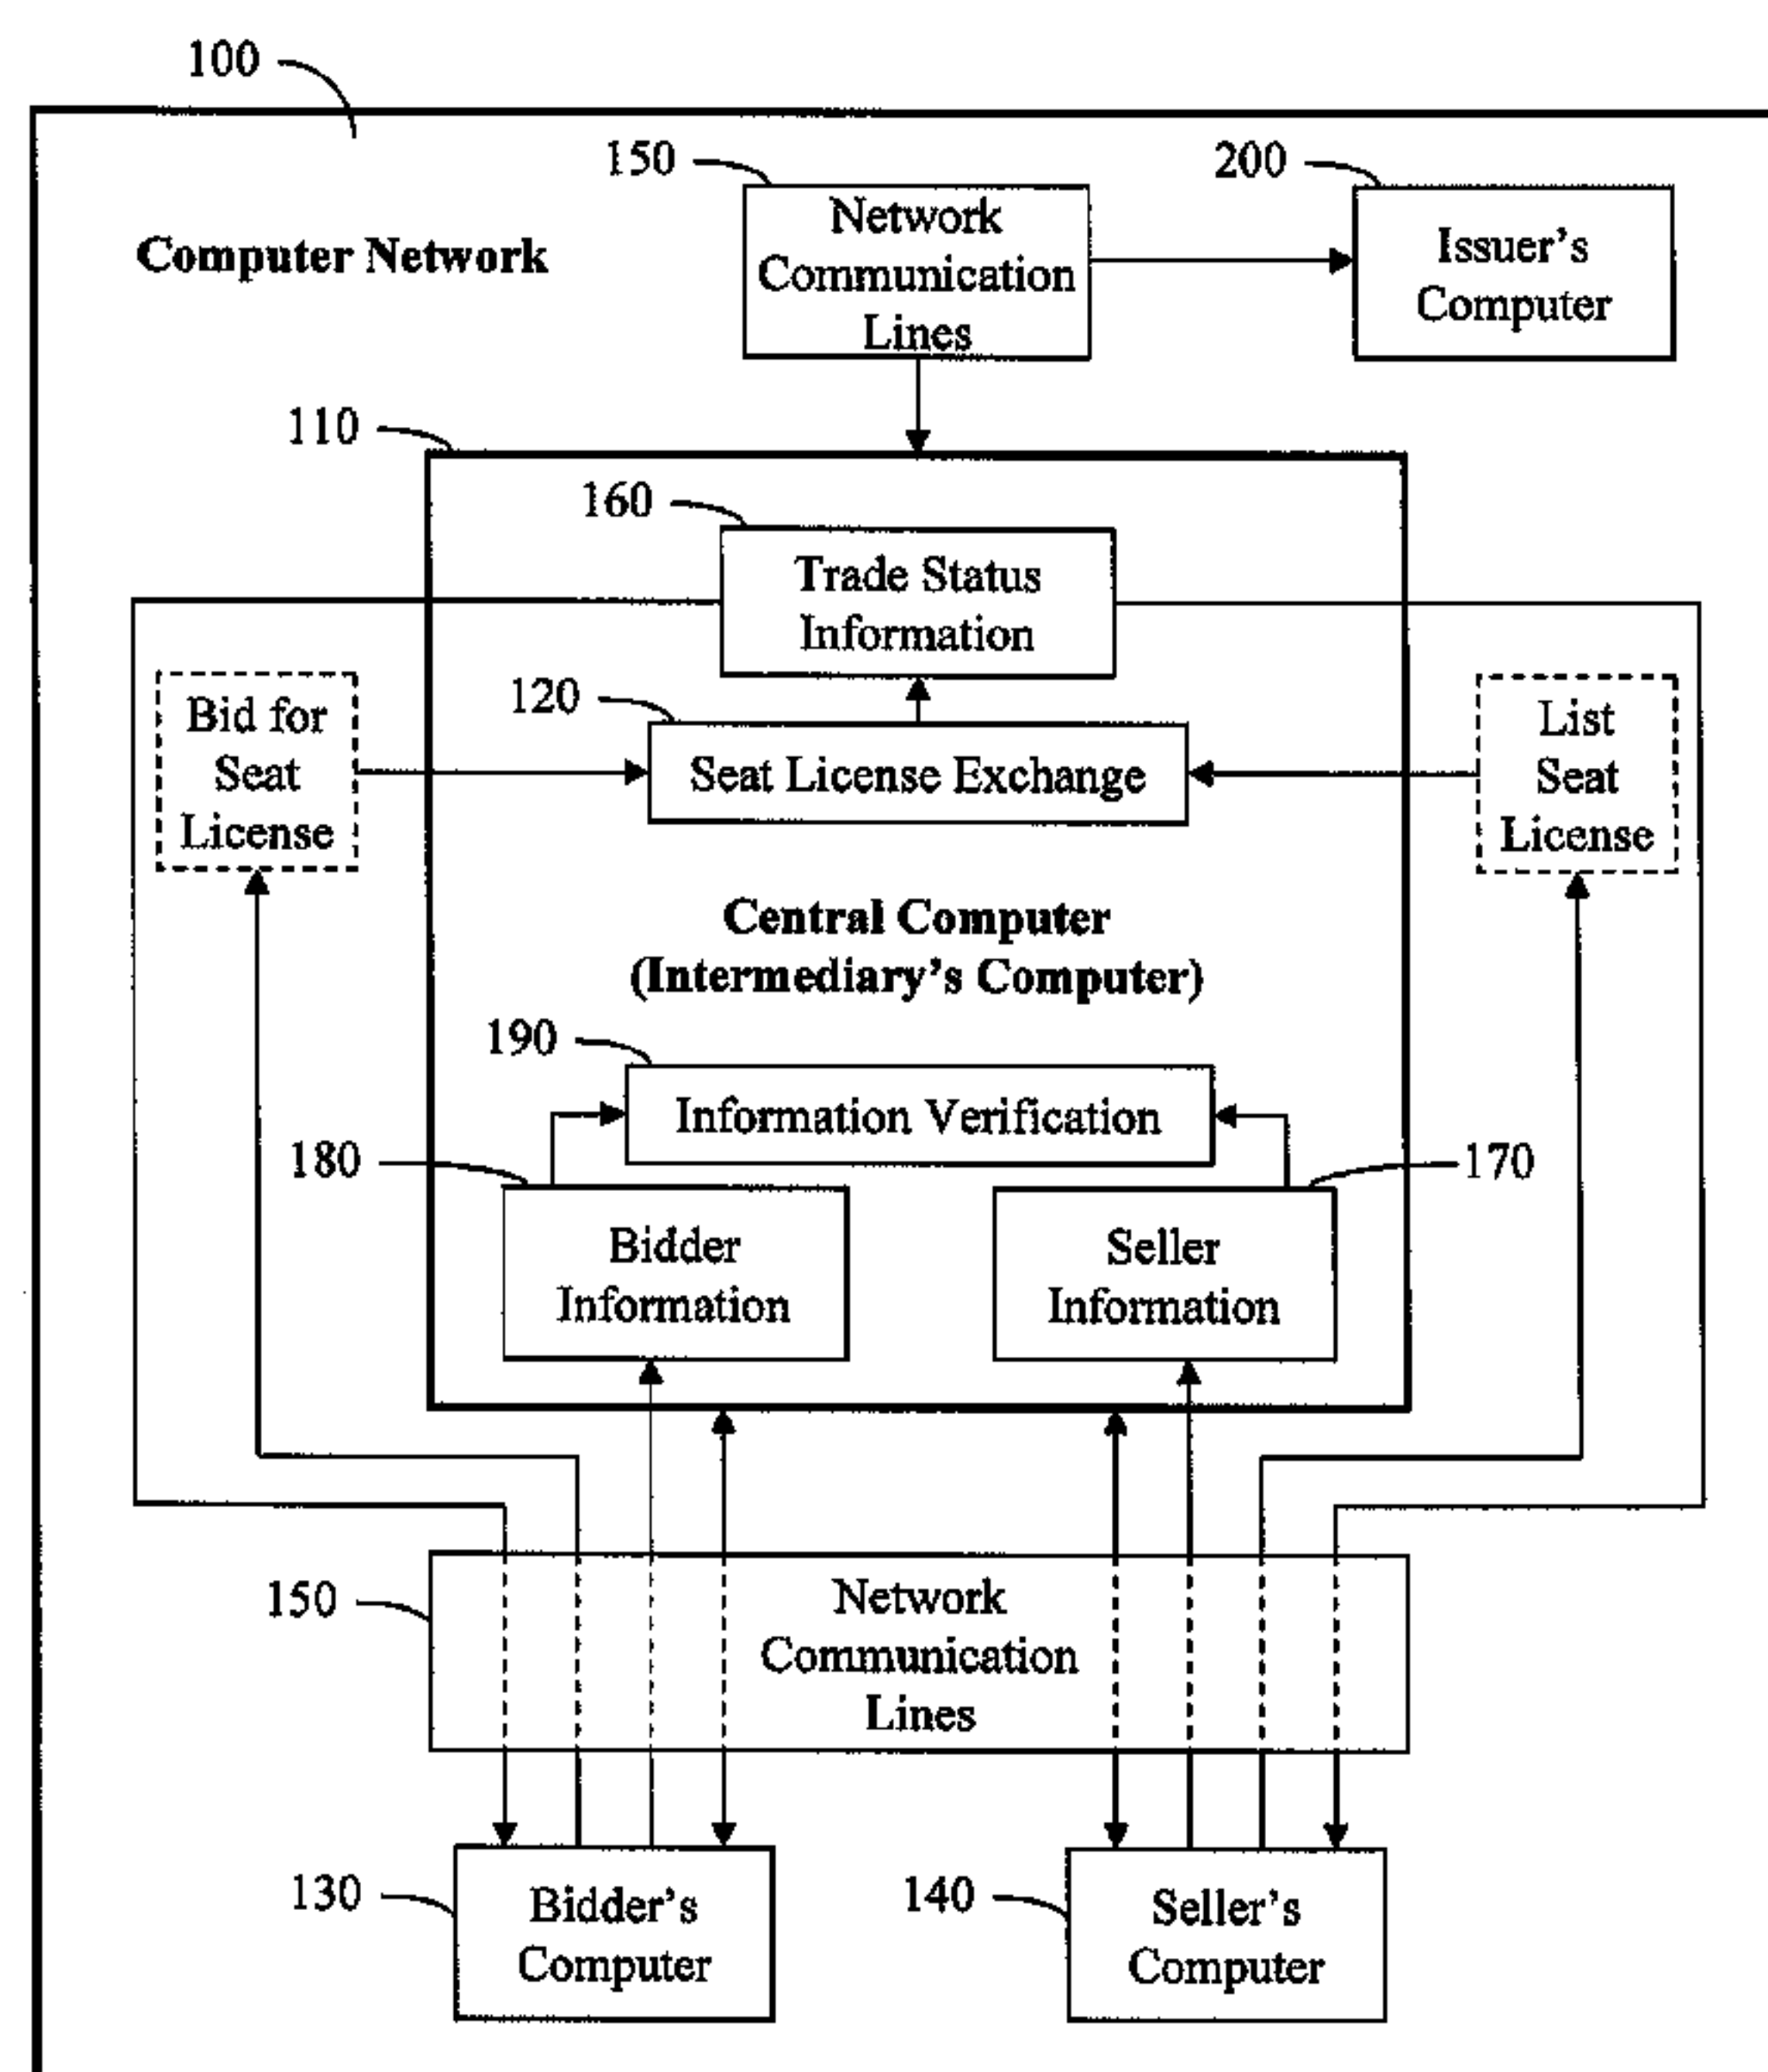 100
150
200
Computer Network
Network
Communication
Lines
Issuer's
Computer
110
160
Trade Status
Information
120
Bid for
Seat
License
Seat License Exchange
List
Seat
License
Central Computer
(Intermediary's Computer)
190
Information Verification
180
170
Bidder
Information
Seller
Information
150
Network
Communication
Lines
130
Bidder's
Computer
140
Seller's
Computer